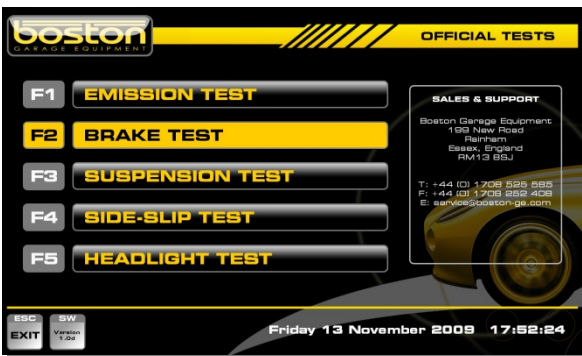 boston
GARAGE EQUIPMENT
OFFICIAL TESTS
F1 EMISSION TEST
F2 BRAKE TEST
F3 SUSPENSION TEST
F4 SIDE-SLIP TEST
F5 HEADLIGHT TEST
SALES & SUPPORT
Boston Garage Equipment
199 New Road
Rainham
Essex, England
RM13 8SJ
T: +44 (0) 1708 525 585
F: +44 (0) 1708 252 408
E: service@boston-ge.com
ESC
EXIT
SW
Version
1.0d
Friday 13 November 2009 17:52:24